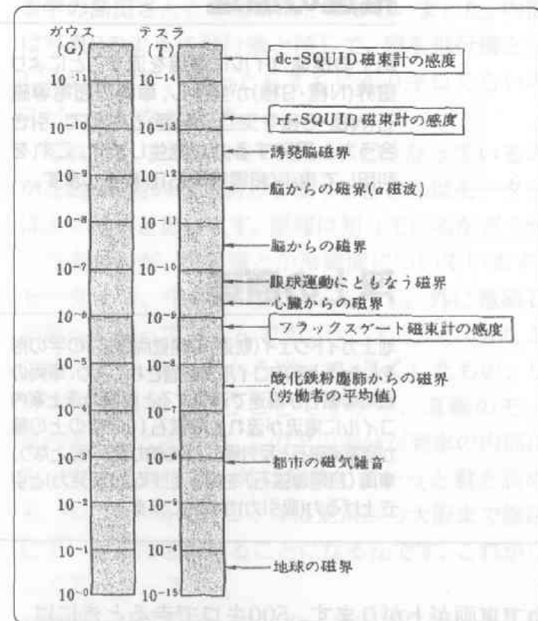 ガウス テスラ
(G) (T)
dc-SQUID磁束計の感度
10⁻¹¹ 10⁻¹⁴
rf-SQUID磁束計の感度
10⁻¹⁰ 10⁻¹³
誘発脳磁界
10⁻⁹ 10⁻¹²
脳からの磁界(α磁波)
10⁻⁸ 10⁻¹¹
脳からの磁界
10⁻⁷ 10⁻¹⁰
眼球運動にともなう磁界
心臓からの磁界
10⁻⁶ 10⁻⁹
フラックスゲート磁束計の感度
10⁻⁵ 10⁻⁸
酸化鉄粉塵肺からの磁界
(労働者の平均値)
10⁻⁴ 10⁻⁷
10⁻³ 10⁻⁶
都市の磁気雑音
10⁻² 10⁻⁵
10⁻¹ 10⁻⁴
地球の磁界
10⁻⁰ 10⁻¹⁵